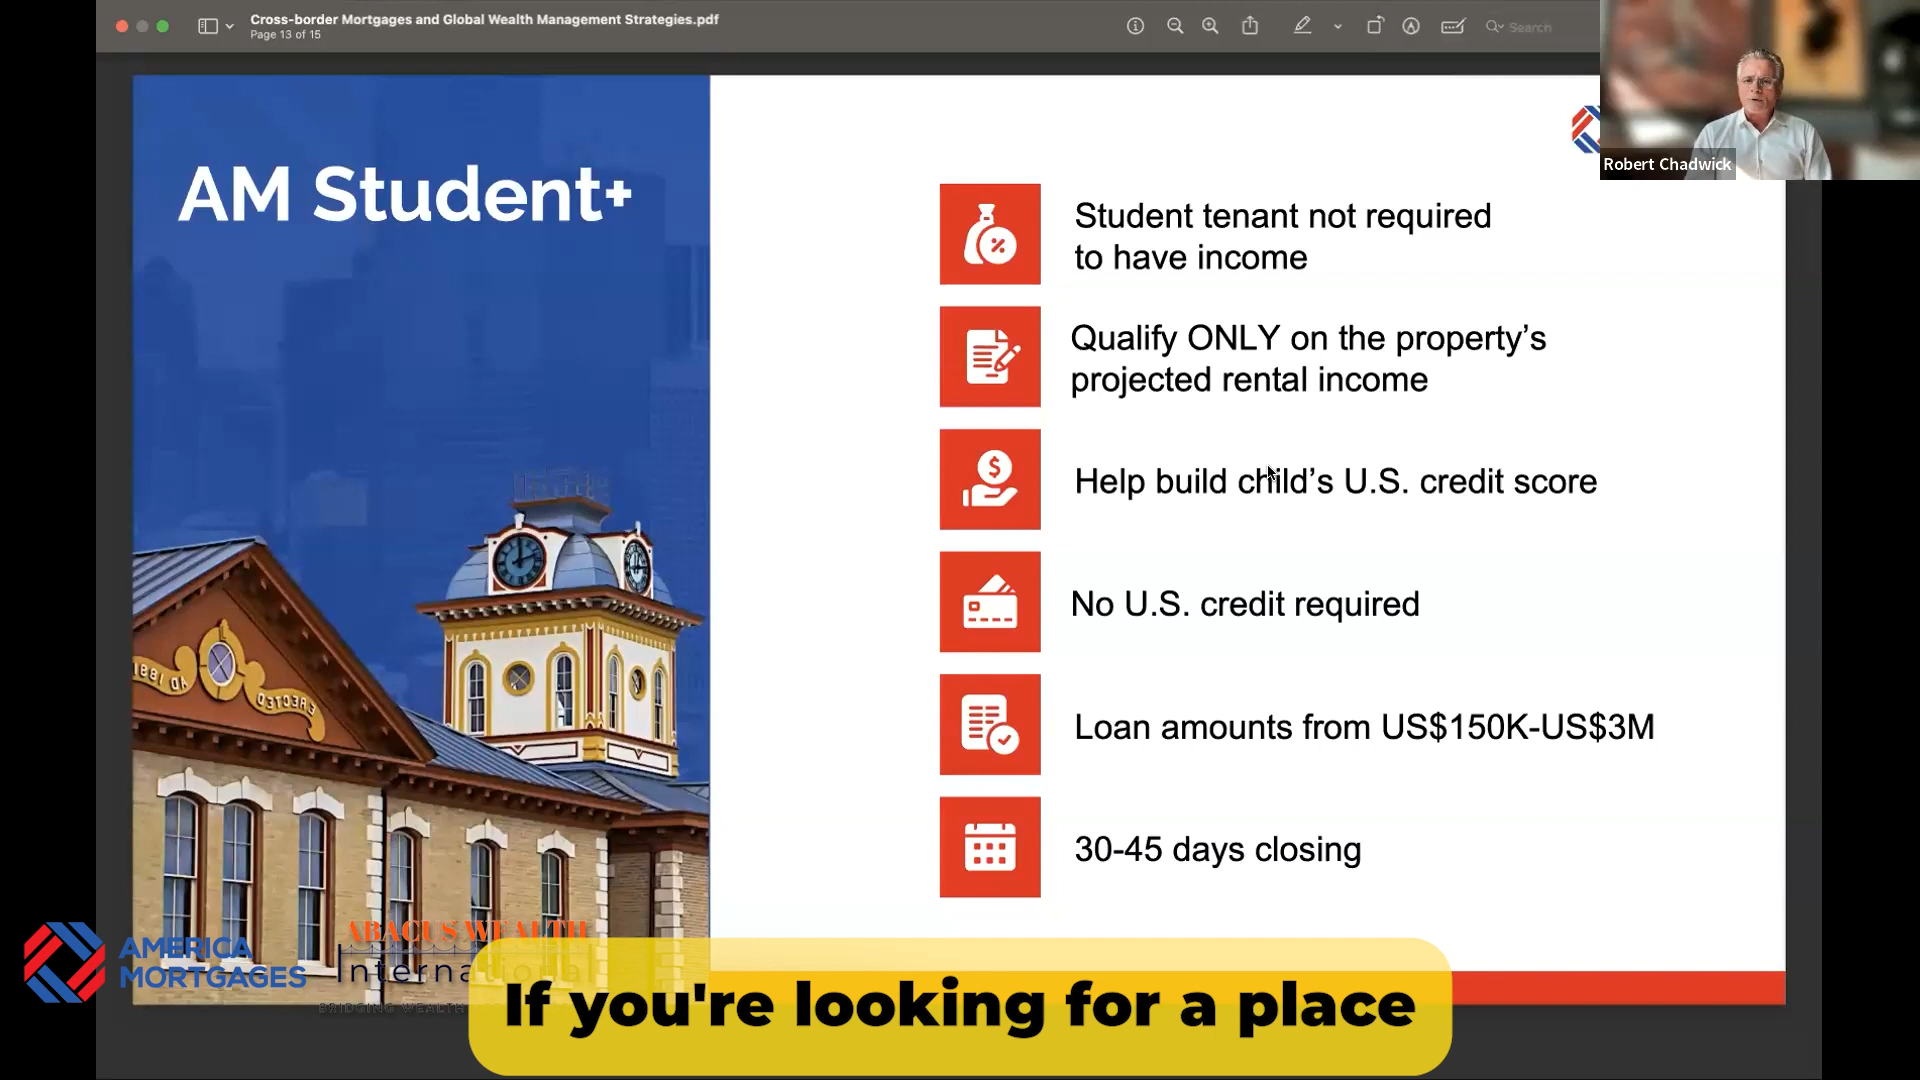 Cross-border Mortgages and Global Wealth Management Strategies.pdf
Page 13 of 15
Search
Robert Chadwick
AM Student+
Student tenant not required
to have income
Qualify ONLY on the property's
projected rental income
Help build child's U.S. credit score
No U.S. credit required
Loan amounts from US$150K-US$3M
30-45 days closing
ERECTED
AD 1881
AMERICA
MORTGAGES
ABACUS WEALTH
International
BRIDGING WEALTH
If you're looking for a place